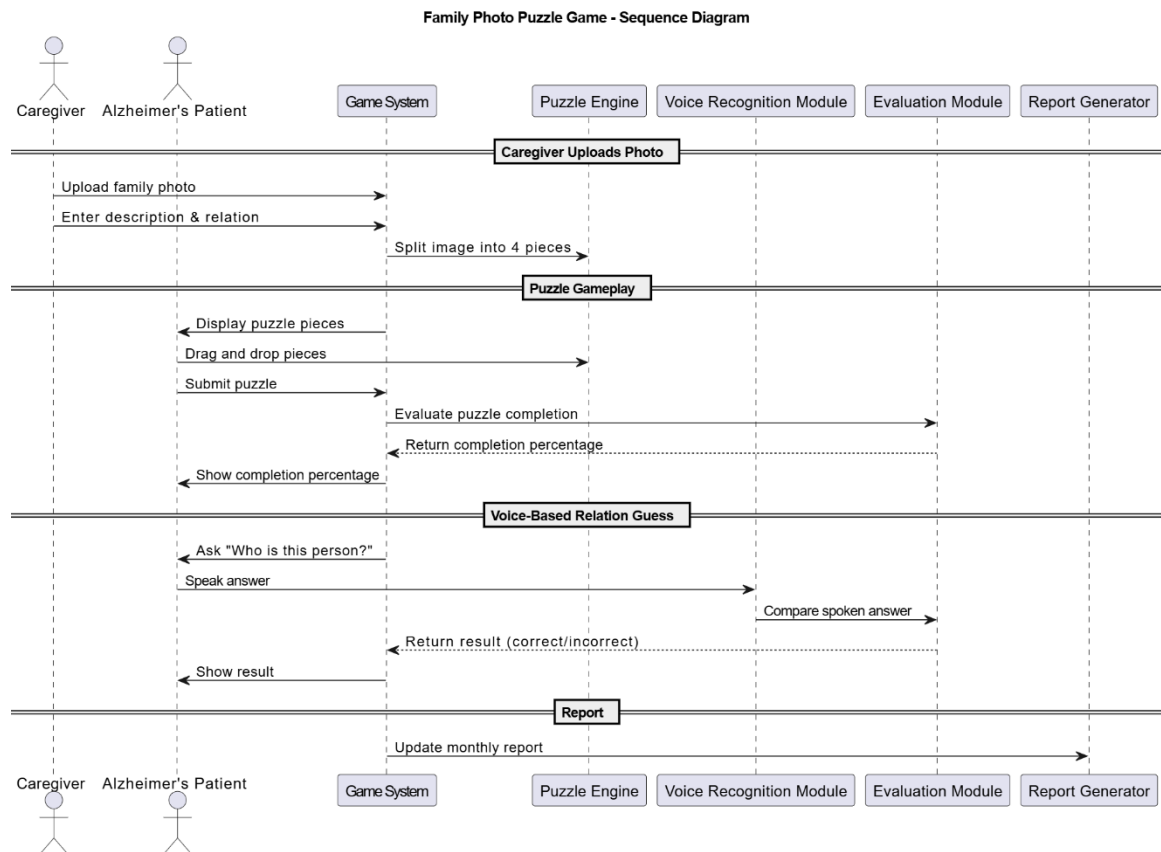 Family Photo Puzzle Game - Sequence Diagram
Caregiver
Alzheimer's Patient
Game System
Puzzle Engine
Voice Recognition Module
Evaluation Module
Report Generator
Caregiver Uploads Photo
Upload family photo
Enter description & relation
Split image into 4 pieces
Puzzle Gameplay
Display puzzle pieces
Drag and drop pieces
Submit puzzle
Evaluate puzzle completion
Return completion percentage
Show completion percentage
Voice-Based Relation Guess
Ask "Who is this person?"
Speak answer
Compare spoken answer
Return result (correct/incorrect)
Show result
Report
Update monthly report
Caregiver
Alzheimer's Patient
Game System
Puzzle Engine
Voice Recognition Module
Evaluation Module
Report Generator